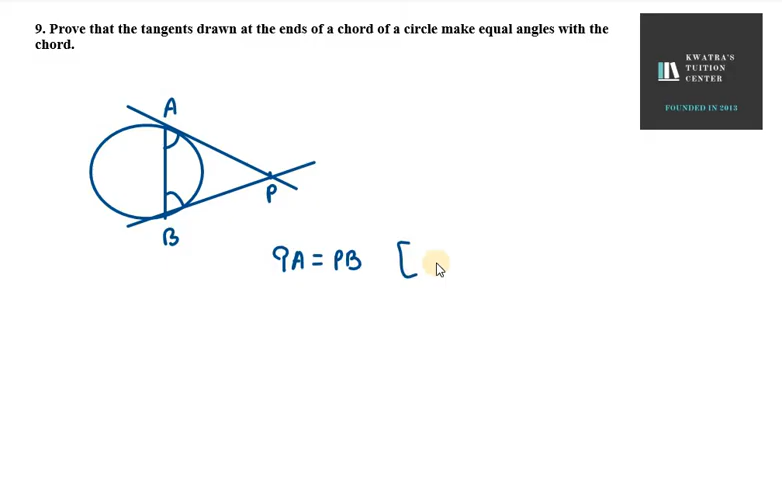 9. Prove that the tangents drawn at the ends of a chord of a circle make equal angles with the
chord.
KWATRA'S
TUITION
CENTER
FOUNDED IN 2013
A
P
B
PA = PB [